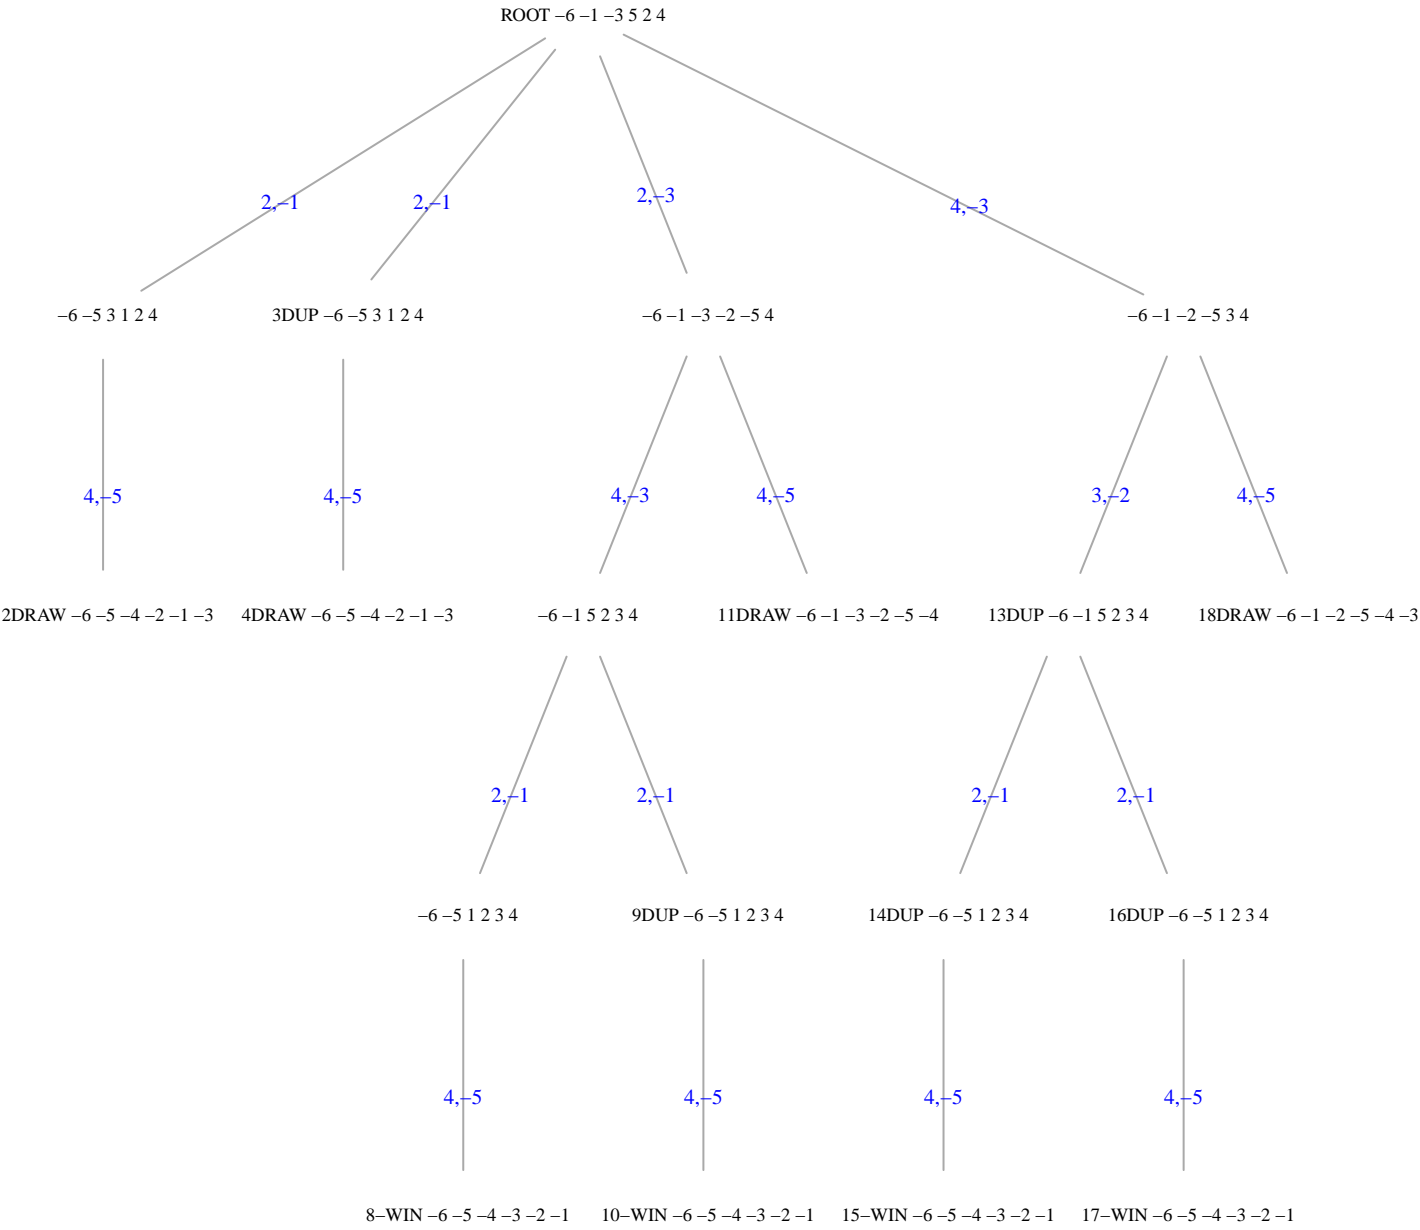 ROOT −6 −1 −3 5 2 4
2,−1
2,−1
2,−3
4,−3
−6 −5 3 1 2 4
3DUP −6 −5 3 1 2 4
−6 −1 −3 −2 −5 4
−6 −1 −2 −5 3 4
4,−5
4,−5
4,−3
4,−5
3,−2
4,−5
2DRAW −6 −5 −4 −2 −1 −3
4DRAW −6 −5 −4 −2 −1 −3
−6 −1 5 2 3 4
11DRAW −6 −1 −3 −2 −5 −4
13DUP −6 −1 5 2 3 4
18DRAW −6 −1 −2 −5 −4 −3
2,−1
2,−1
2,−1
2,−1
−6 −5 1 2 3 4
9DUP −6 −5 1 2 3 4
14DUP −6 −5 1 2 3 4
16DUP −6 −5 1 2 3 4
4,−5
4,−5
4,−5
4,−5
8−WIN −6 −5 −4 −3 −2 −1
10−WIN −6 −5 −4 −3 −2 −1
15−WIN −6 −5 −4 −3 −2 −1
17−WIN −6 −5 −4 −3 −2 −1